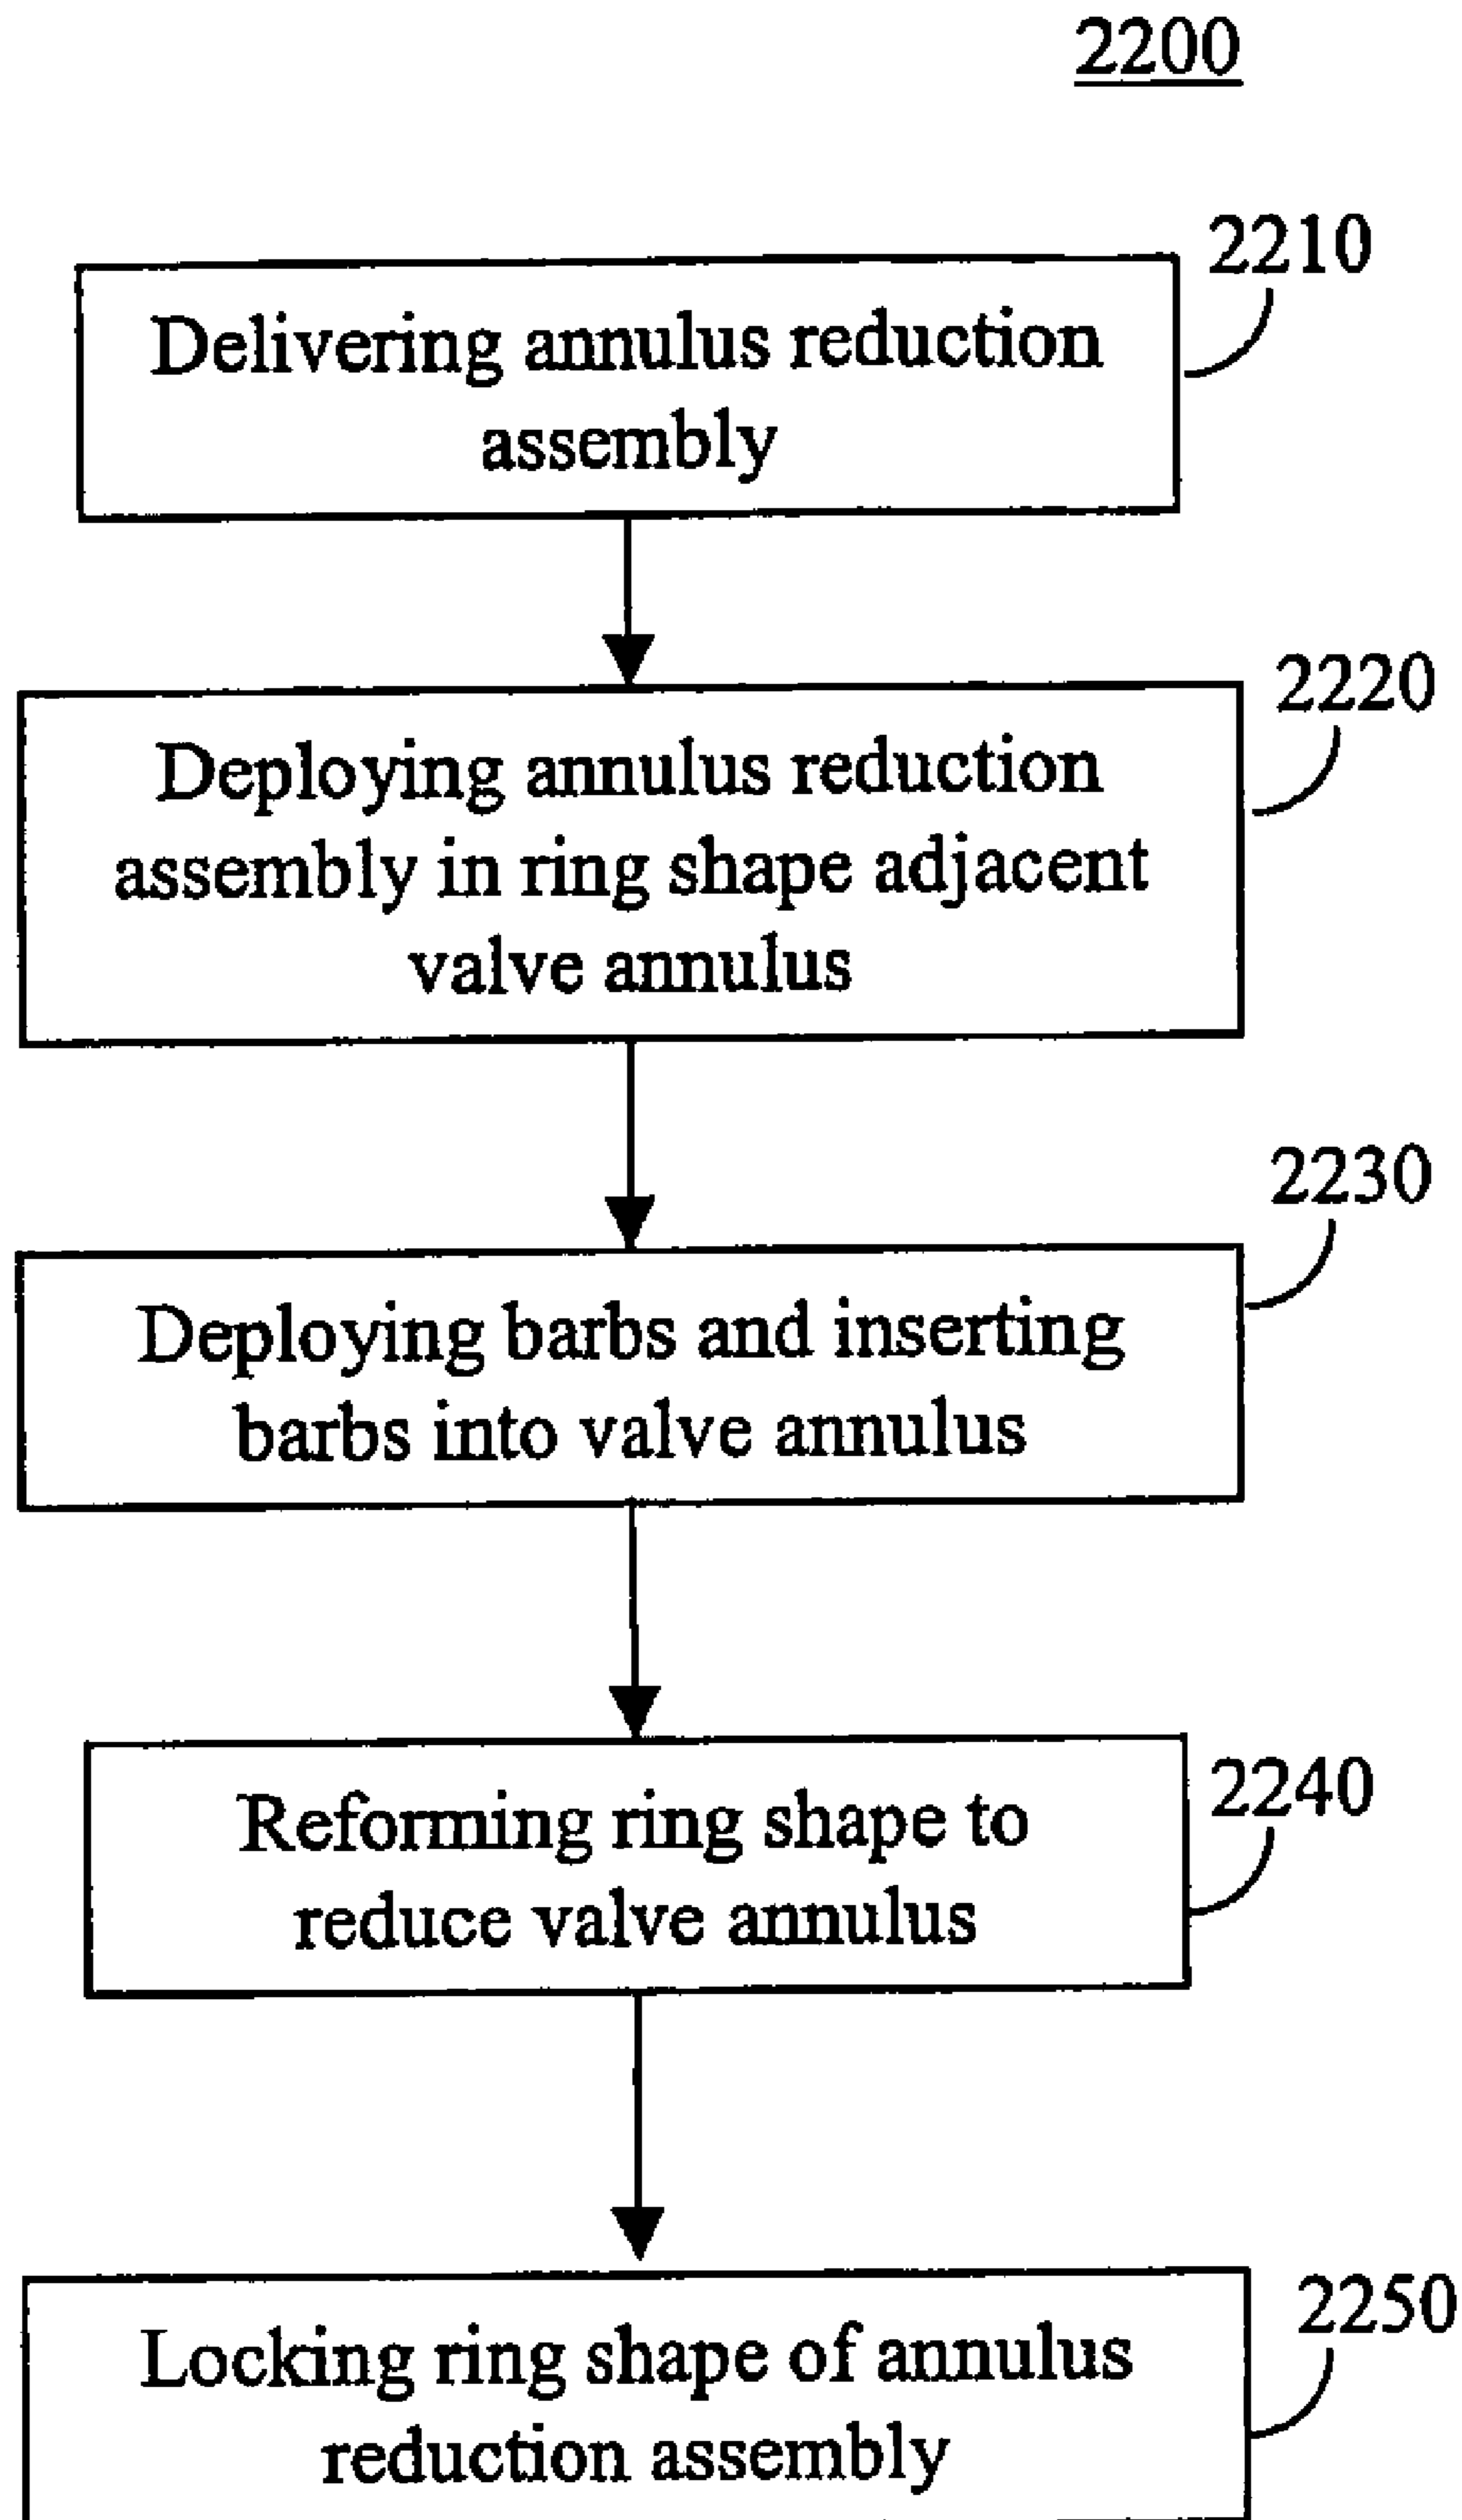 2200
2210
Delivering annulus reduction
assembly
2220
Deploying annulus reduction
assembly in ring shape adjacent
valve annulus
2230
Deploying barbs and inserting
barbs into valve annulus
2240
Reforming ring shape to
reduce valve annulus
2250
Locking ring shape of annulus
reduction assembly